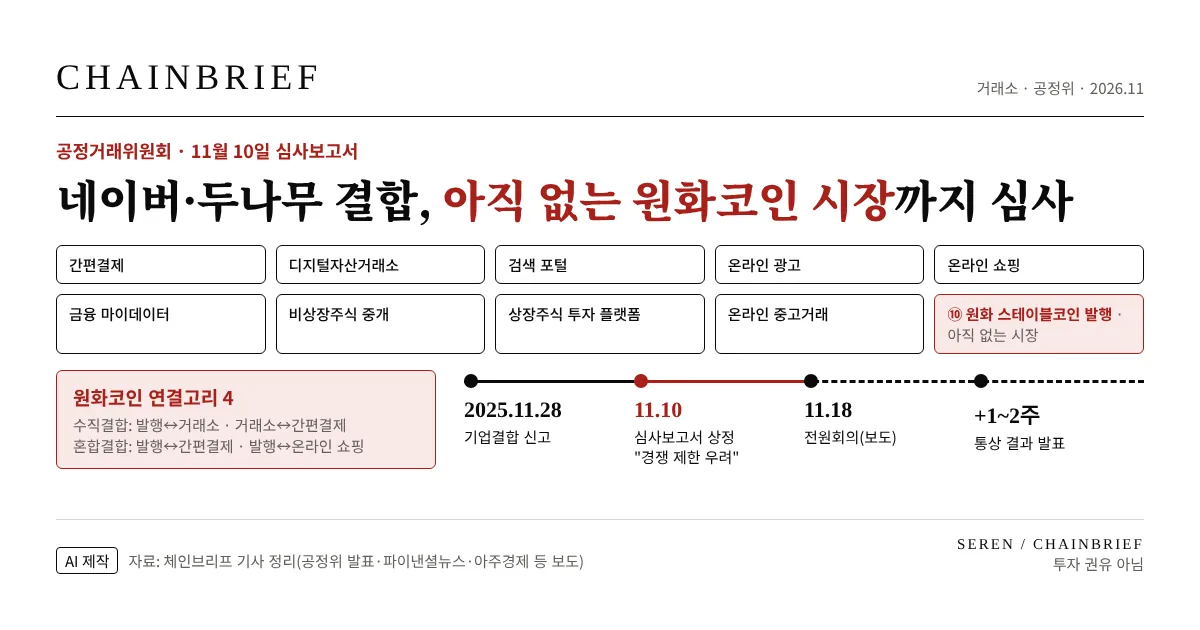 CHAINBRIEF
거래소 · 공정위 · 2026.11
공정거래위원회 · 11월 10일 심사보고서
네이버·두나무 결합, 아직 없는 원화코인 시장까지 심사
간편결제
디지털자산거래소
검색 포털
온라인 광고
온라인 쇼핑
금융 마이데이터
비상장주식 중개
상장주식 투자 플랫폼
온라인 중고거래
⑩ 원화 스테이블코인 발행 ·
아직 없는 시장
원화코인 연결고리 4
수직결합: 발행↔거래소 · 거래소↔간편결제
혼합결합: 발행↔간편결제 · 발행↔온라인 쇼핑
2025.11.28
기업결합 신고
11.10
심사보고서 상정
"경쟁 제한 우려"
11.18
전원회의(보도)
+1~2주
통상 결과 발표
AI 제작
자료: 체인브리프 기사 정리(공정위 발표·파이낸셜뉴스·아주경제 등 보도)
SEREN / CHAINBRIEF
투자 권유 아님